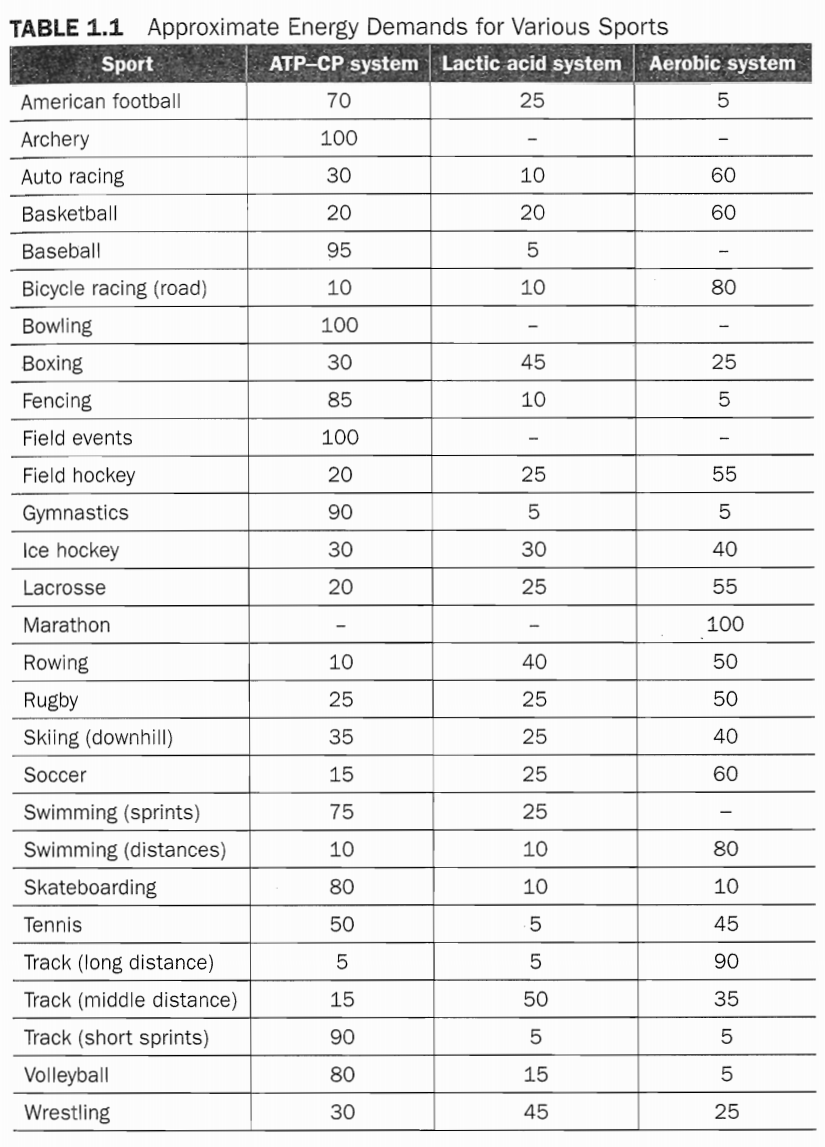 TABLE 1.1 Approximate Energy Demands for Various Sports
Sport ATP–CP system Lactic acid system Aerobic system
American football 70 25 5
Archery 100 – –
Auto racing 30 10 60
Basketball 20 20 60
Baseball 95 5 –
Bicycle racing (road) 10 10 80
Bowling 100 – –
Boxing 30 45 25
Fencing 85 10 5
Field events 100 – –
Field hockey 20 25 55
Gymnastics 90 5 5
Ice hockey 30 30 40
Lacrosse 20 25 55
Marathon – – 100
Rowing 10 40 50
Rugby 25 25 50
Skiing (downhill) 35 25 40
Soccer 15 25 60
Swimming (sprints) 75 25 –
Swimming (distances) 10 10 80
Skateboarding 80 10 10
Tennis 50 5 45
Track (long distance) 5 5 90
Track (middle distance) 15 50 35
Track (short sprints) 90 5 5
Volleyball 80 15 5
Wrestling 30 45 25